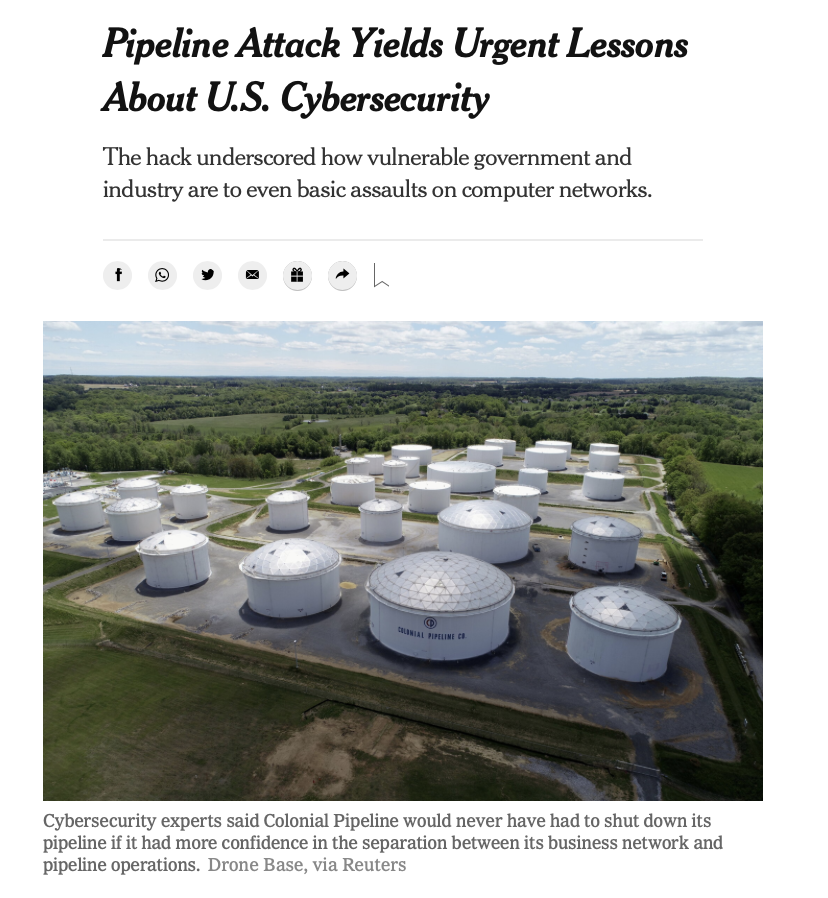 Pipeline Attack Yields Urgent Lessons
About U.S. Cybersecurity
The hack underscored how vulnerable government and
industry are to even basic assaults on computer networks.
COLONIAL PIPELINE CO.
Cybersecurity experts said Colonial Pipeline would never have had to shut down its
pipeline if it had more confidence in the separation between its business network and
pipeline operations. Drone Base, via Reuters